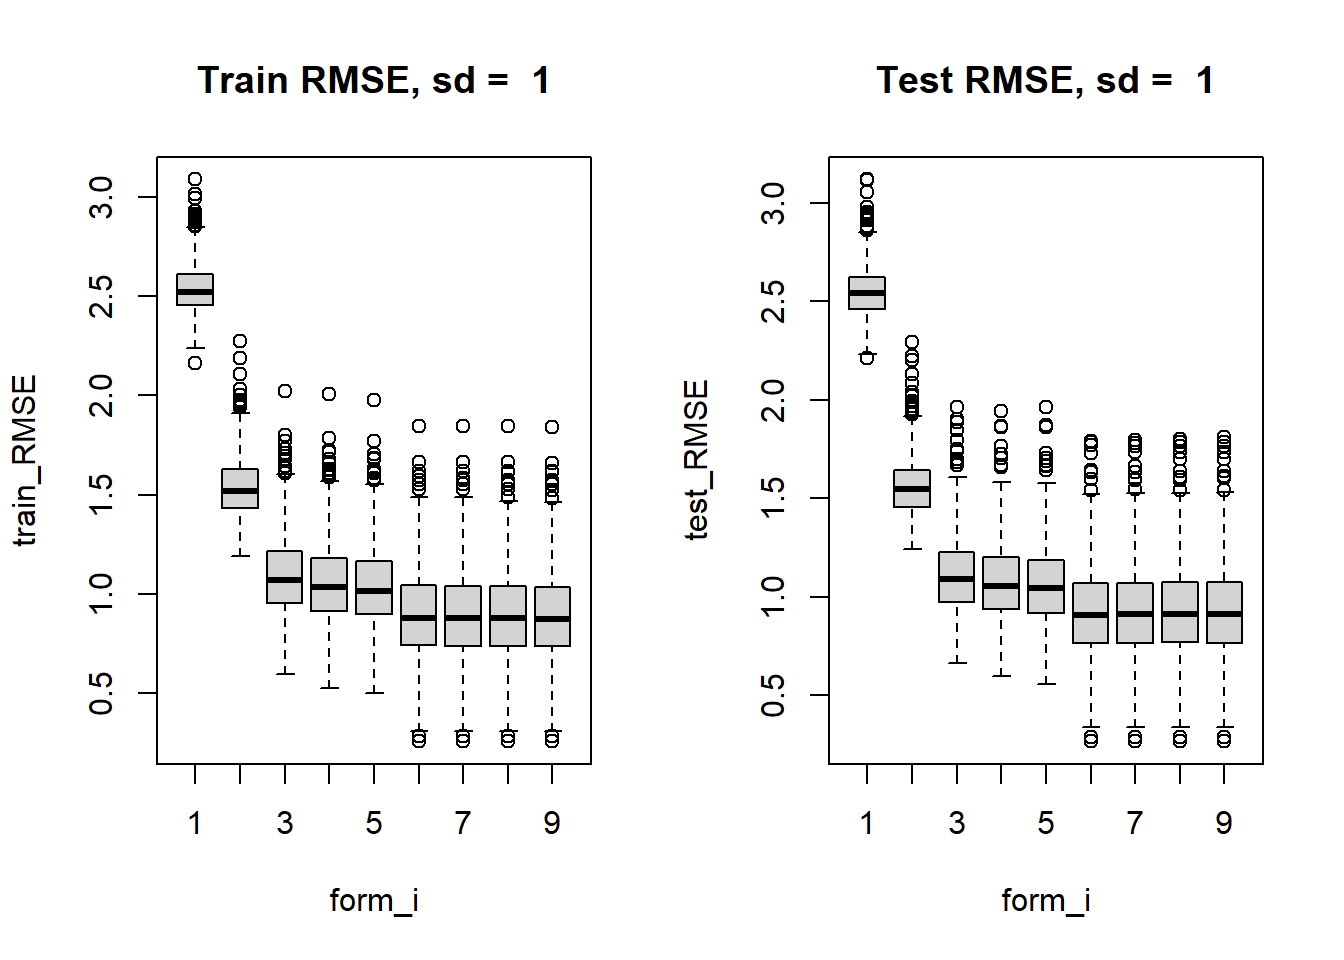 Train RMSE, sd =  1
train_RMSE
3.0
2.5
2.0
1.5
1.0
0.5
1 3 5 7 9
form_i
Test RMSE, sd =  1
test_RMSE
3.0
2.5
2.0
1.5
1.0
0.5
1 3 5 7 9
form_i